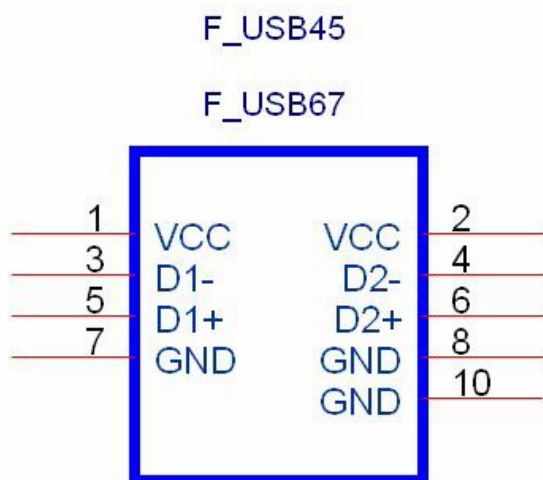 F_USB45
F_USB67
1 VCC VCC 2
3 D1- D2- 4
5 D1+ D2+ 6
7 GND GND 8
GND 10